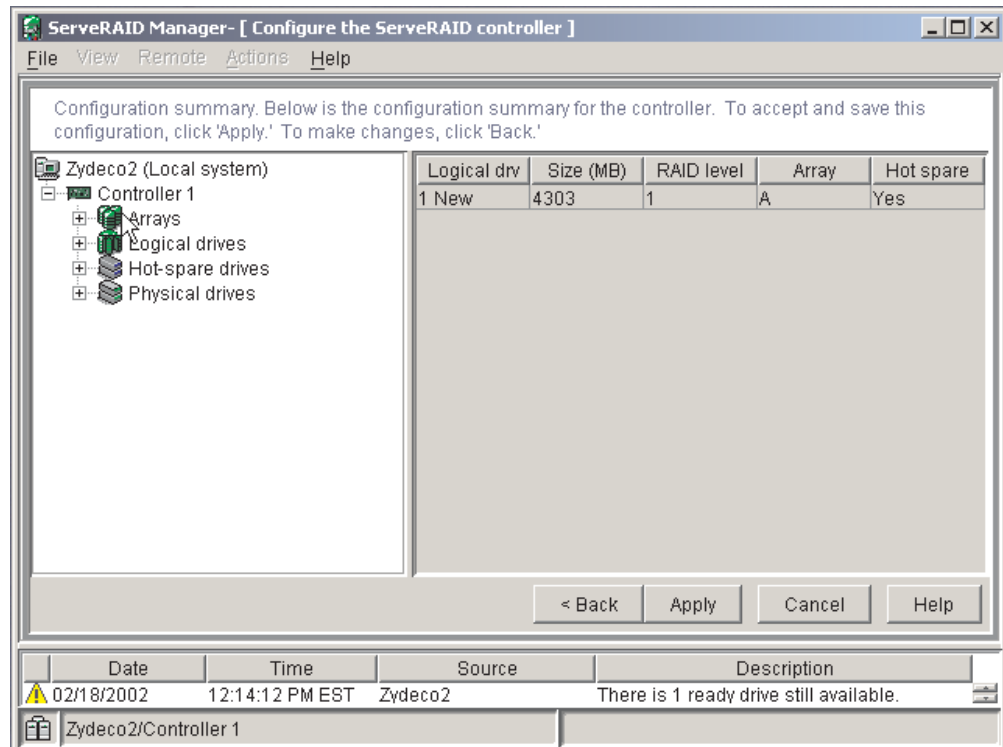 ServeRAID Manager- [ Configure the ServeRAID controller ]
File View Remote Actions Help
Configuration summary. Below is the configuration summary for the controller. To accept and save this
configuration, click 'Apply.' To make changes, click 'Back.'
Zydeco2 (Local system)
Controller 1
Arrays
Logical drives
Hot-spare drives
Physical drives
Logical drv Size (MB) RAID level Array Hot spare
1 New 4303 1 A Yes
< Back Apply Cancel Help
Date Time Source Description
02/18/2002 12:14:12 PM EST Zydeco2 There is 1 ready drive still available.
Zydeco2/Controller 1